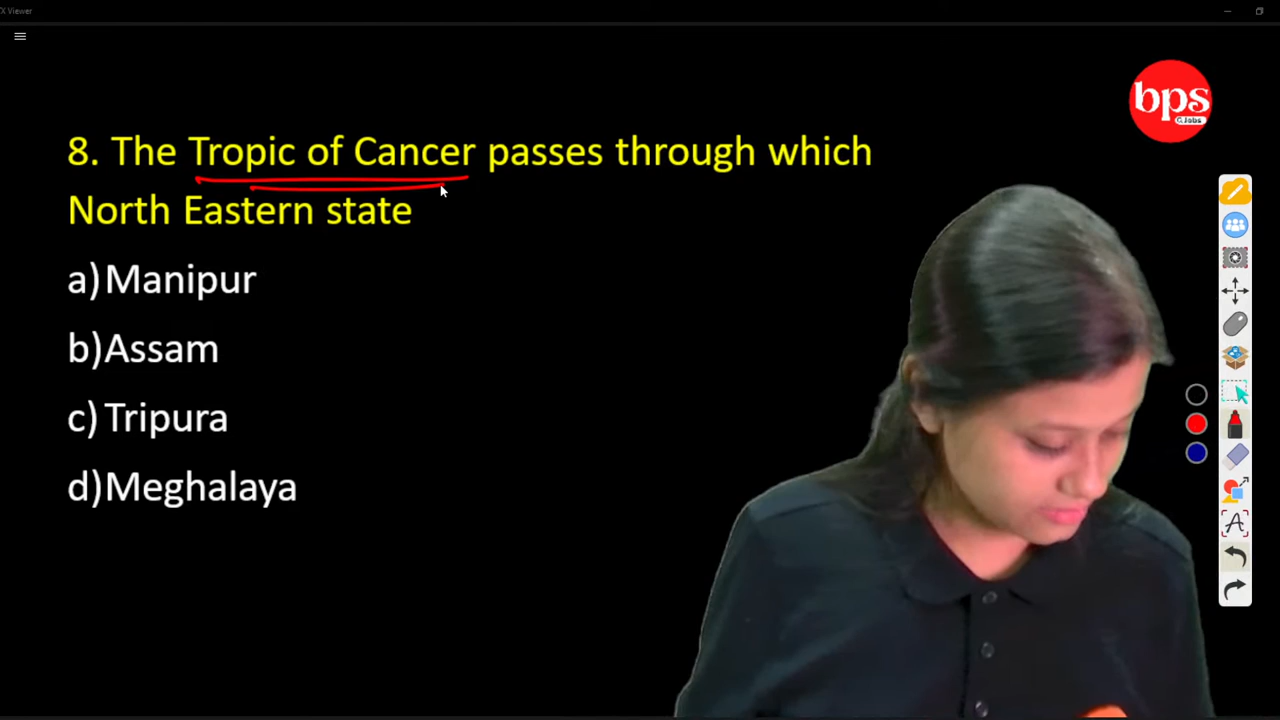 X Viewer
bps
Jobs
8. The Tropic of Cancer passes through which
North Eastern state
a)Manipur
b)Assam
c)Tripura
d)Meghalaya